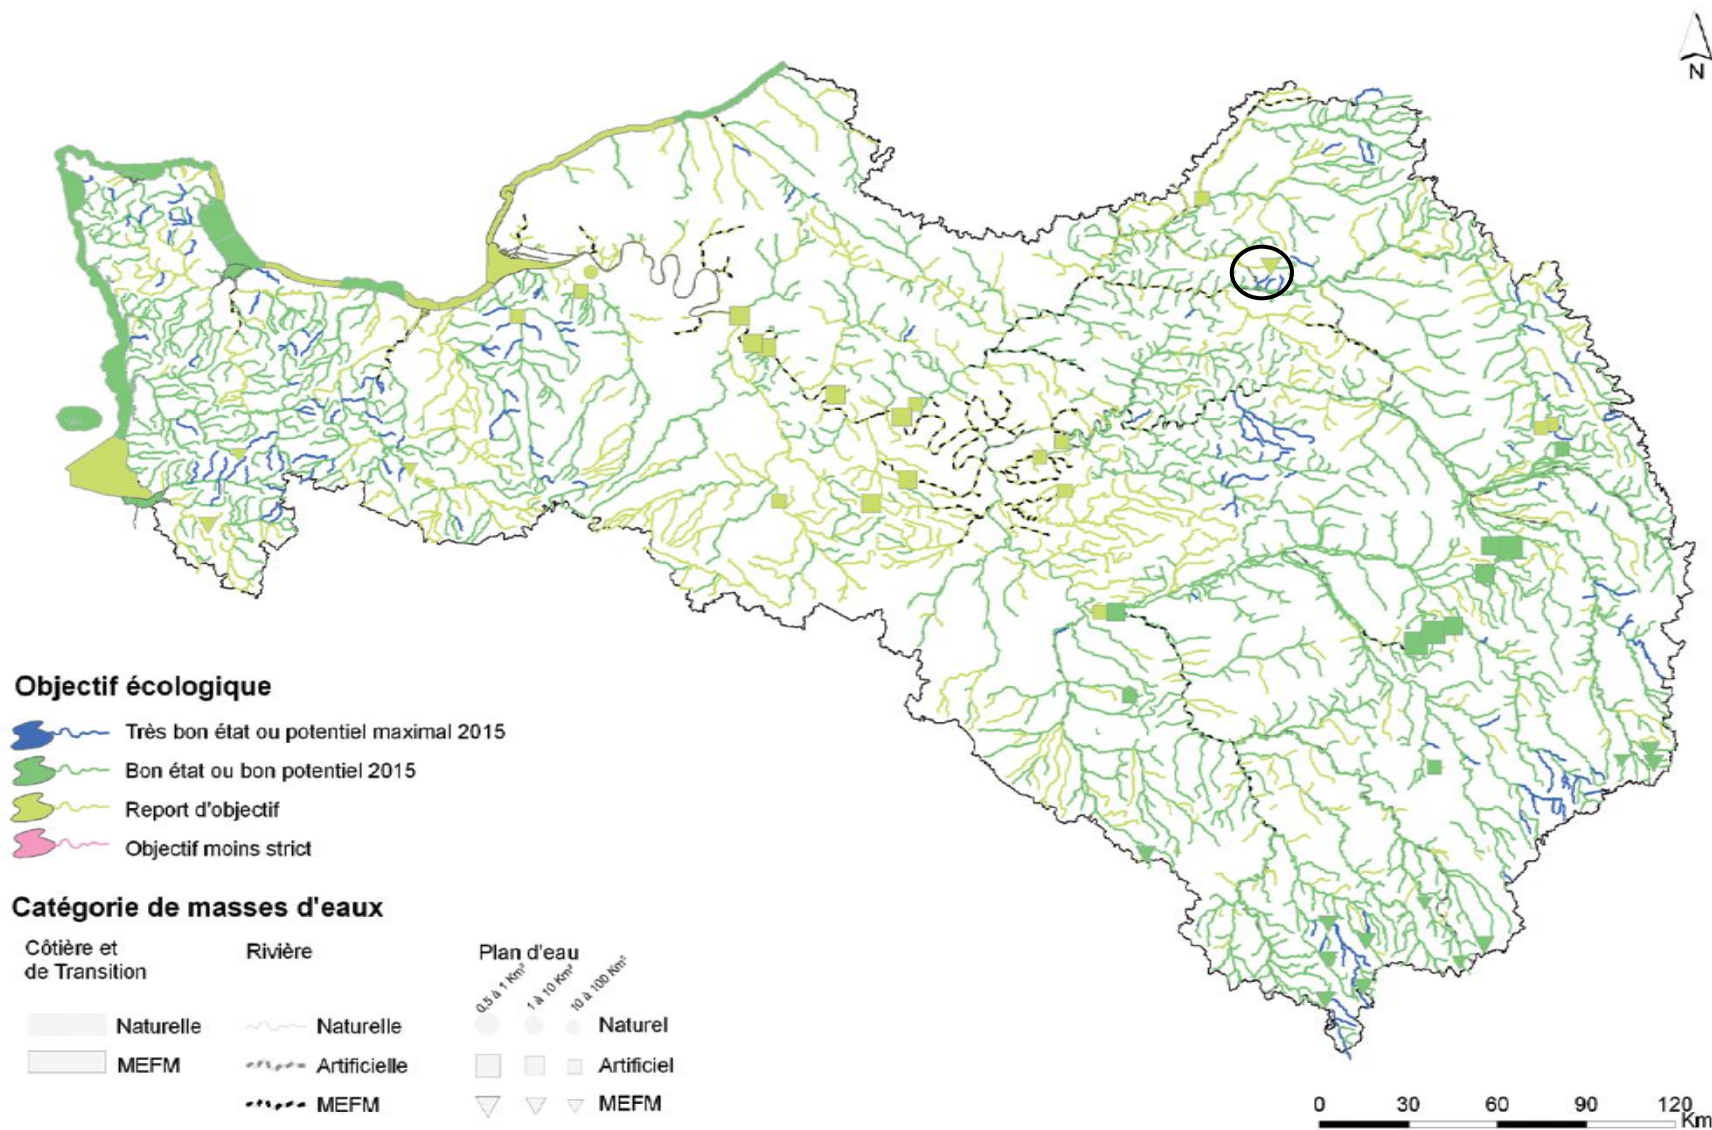 N
Objectif écologique
Très bon état ou potentiel maximal 2015
Bon état ou bon potentiel 2015
Report d'objectif
Objectif moins strict
Catégorie de masses d'eaux
Côtière et
de Transition
Rivière
Plan d'eau
0,5 à 1 Km²
1 à 10 Km²
10 à 100 Km²
Naturelle
Naturelle
Naturel
MEFM
Artificielle
Artificiel
MEFM
MEFM
0 30 60 90 120
Km